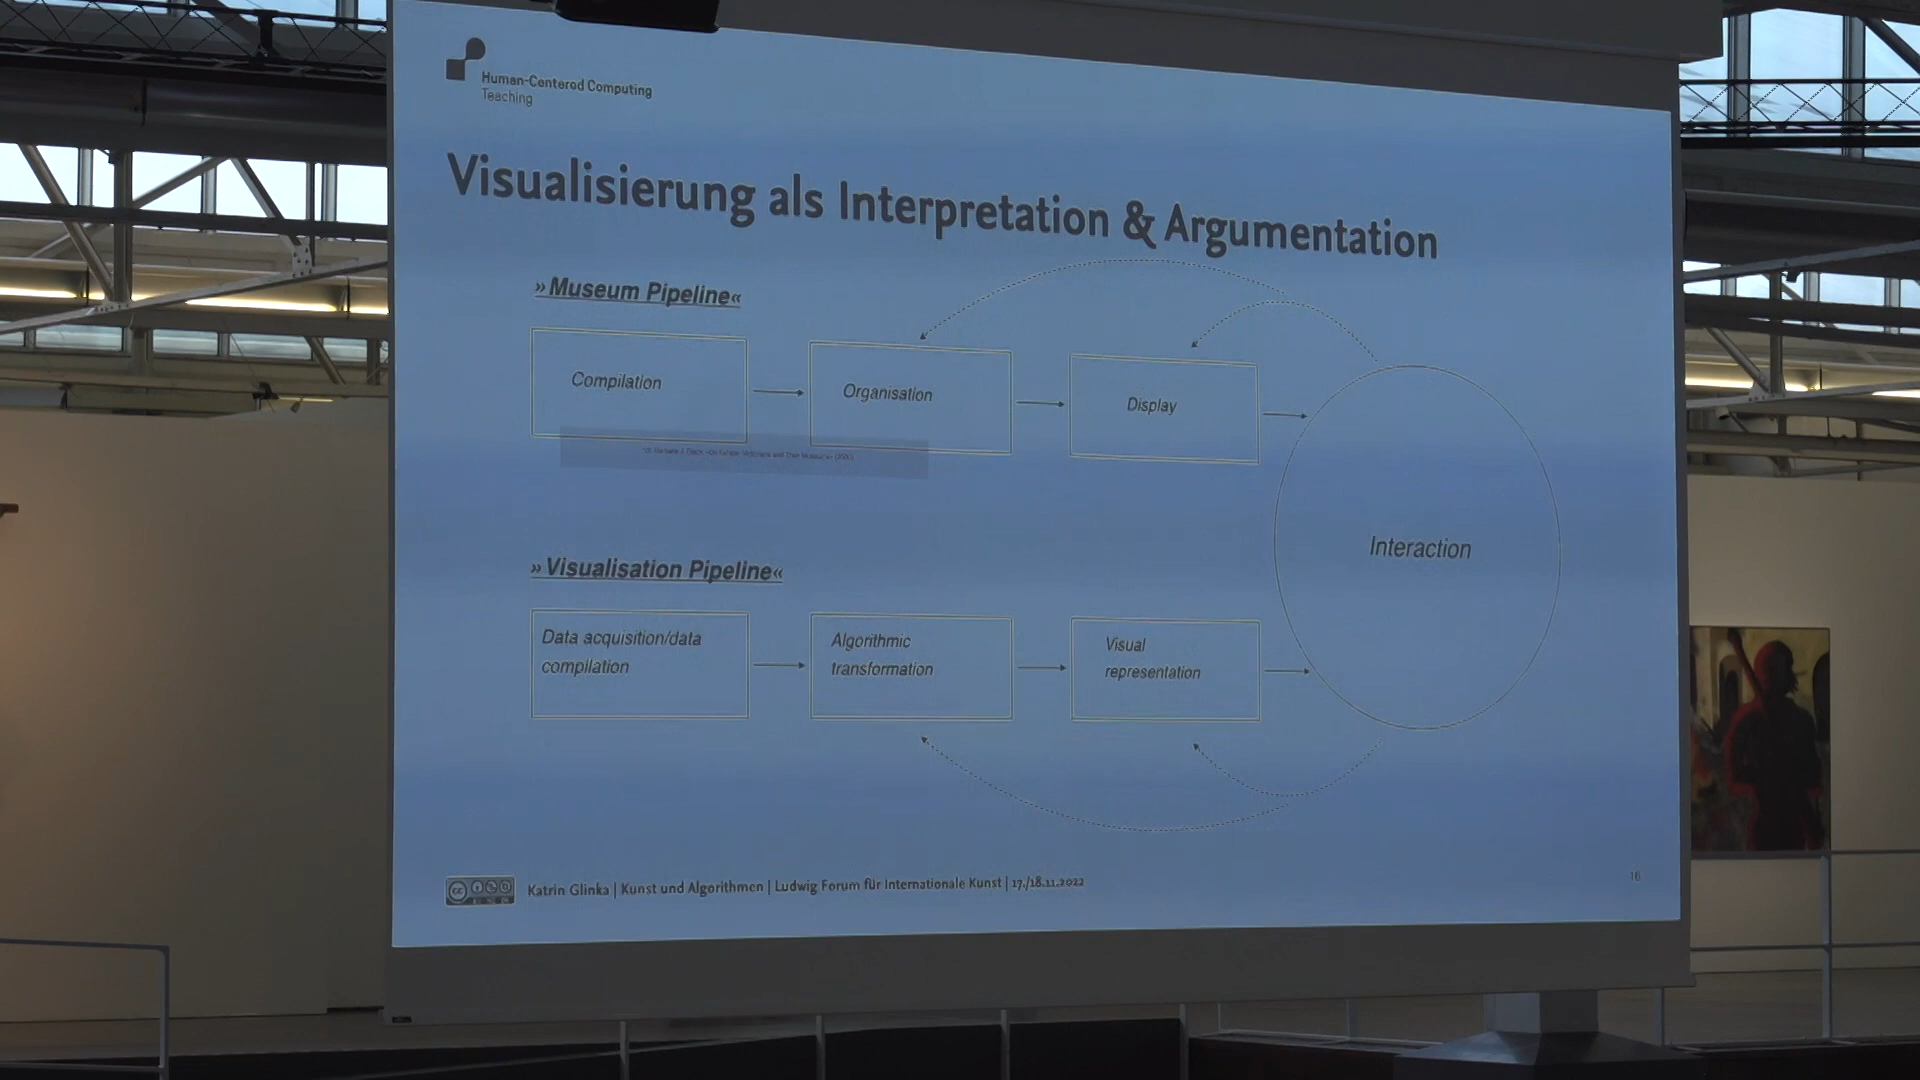 Human-Centered Computing
Teaching
Visualisierung als Interpretation & Argumentation
»Museum Pipeline«
Compilation
Organisation
Display
Interaction
»Visualisation Pipeline«
Data acquisition/data
compilation
Algorithmic
transformation
Visual
representation
cc
Katrin Glinka | Kunst und Algorithmen | Ludwig Forum für Internationale Kunst | 17./18.11.2022
16